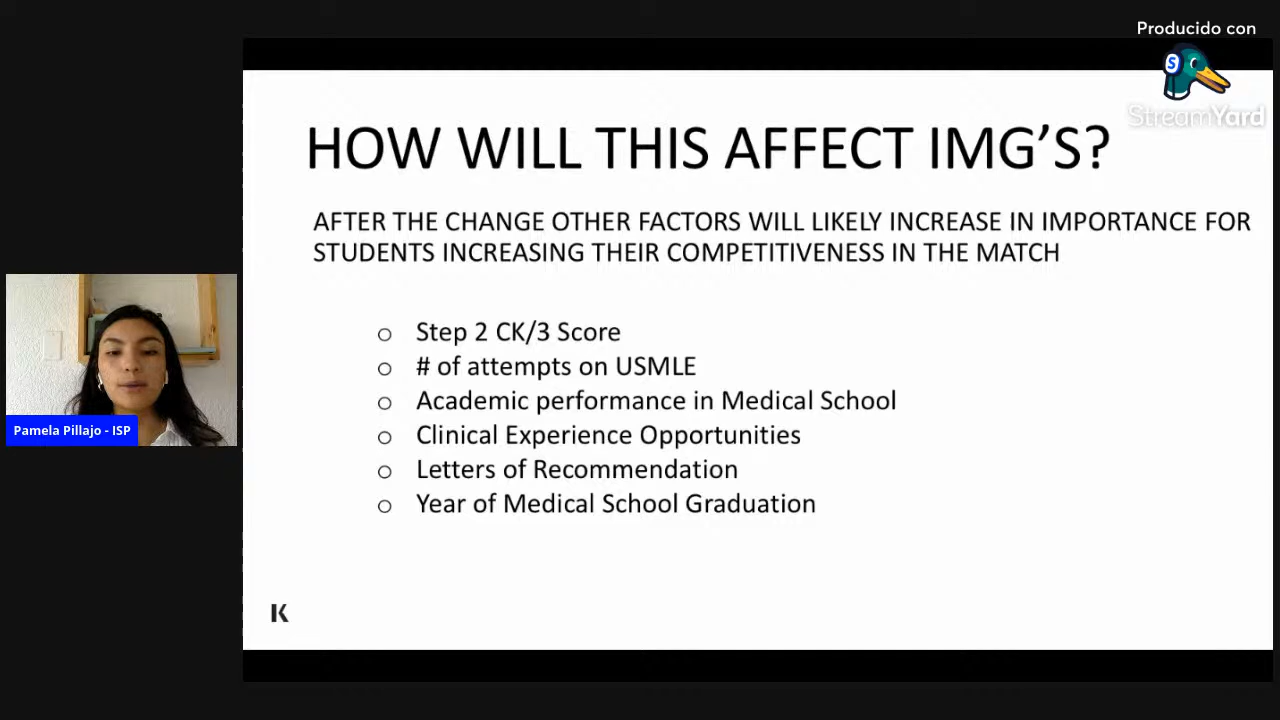 Producido con
StreamYard
HOW WILL THIS AFFECT IMG’S?
AFTER THE CHANGE OTHER FACTORS WILL LIKELY INCREASE IN IMPORTANCE FOR
STUDENTS INCREASING THEIR COMPETITIVENESS IN THE MATCH
o Step 2 CK/3 Score
o # of attempts on USMLE
o Academic performance in Medical School
o Clinical Experience Opportunities
o Letters of Recommendation
o Year of Medical School Graduation
Pamela Pillajo - ISP
K